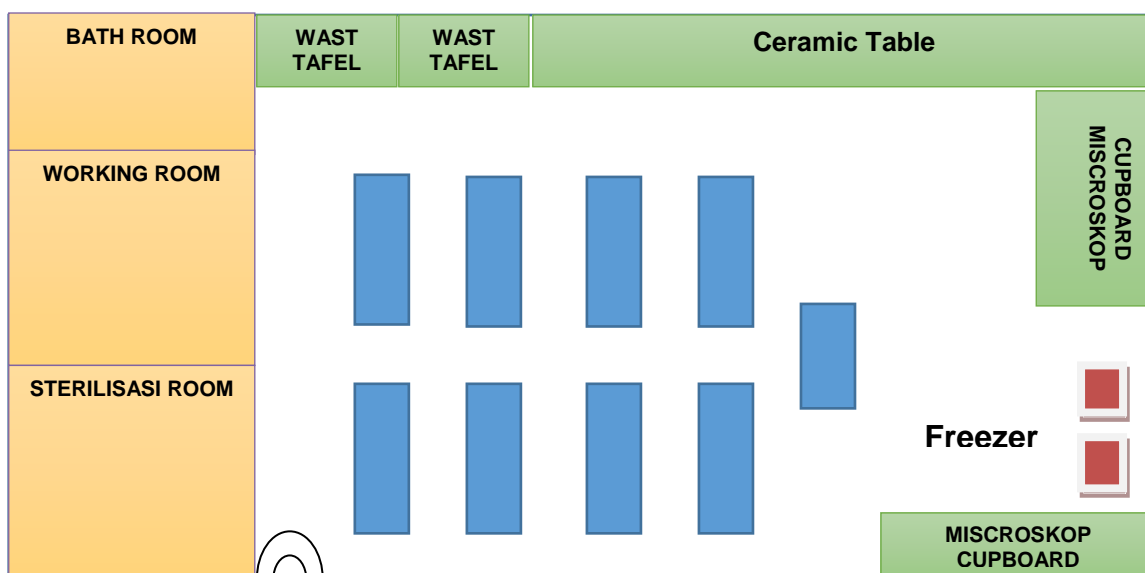 BATH ROOM
WAST
TAFEL
WAST
TAFEL
Ceramic Table
CUPBOARD
MISCROSKOP
WORKING ROOM
STERILISASI ROOM
Freezer
MISCROSKOP
CUPBOARD